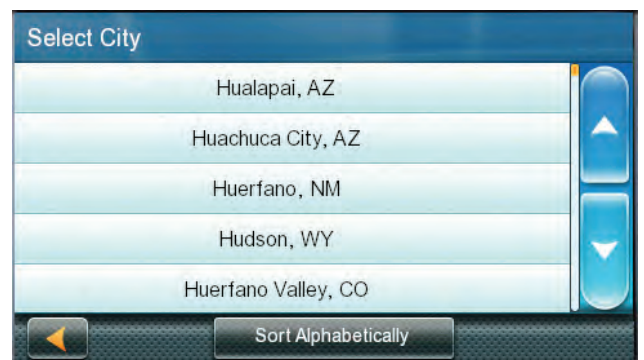 Select City
Hualapai, AZ
Huachuca City, AZ
Huerfano, NM
Hudson, WY
Huerfano Valley, CO
Sort Alphabetically